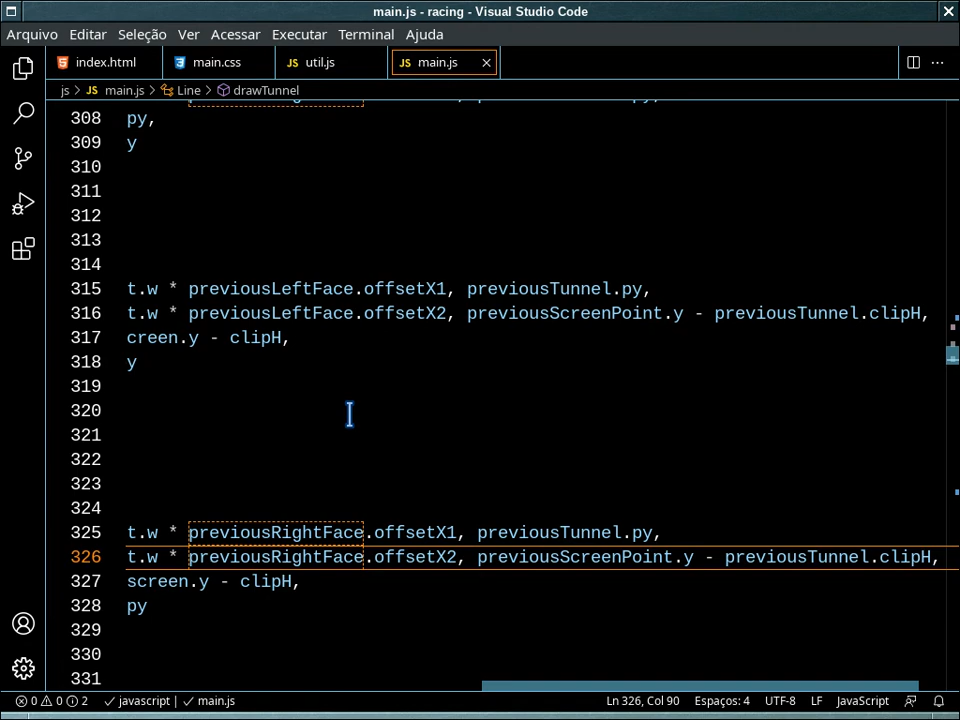 main.js - racing - Visual Studio Code
Arquivo Editar Seleção Ver Acessar Executar Terminal Ajuda
index.html main.css JS util.js JS main.js
js > JS main.js > Line > drawTunnel
308 py,
309 y
310
311
312
313
314
315 t.w * previousLeftFace.offsetX1, previousTunnel.py,
316 t.w * previousLeftFace.offsetX2, previousScreenPoint.y - previousTunnel.clipH,
317 creen.y - clipH,
318 y
319
320
321
322
323
324
325 t.w * previousRightFace.offsetX1, previousTunnel.py,
326 t.w * previousRightFace.offsetX2, previousScreenPoint.y - previousTunnel.clipH,
327 screen.y - clipH,
328 py
329
330
331
0 0 2 javascript | main.js Ln 326, Col 90 Espaços: 4 UTF-8 LF JavaScript